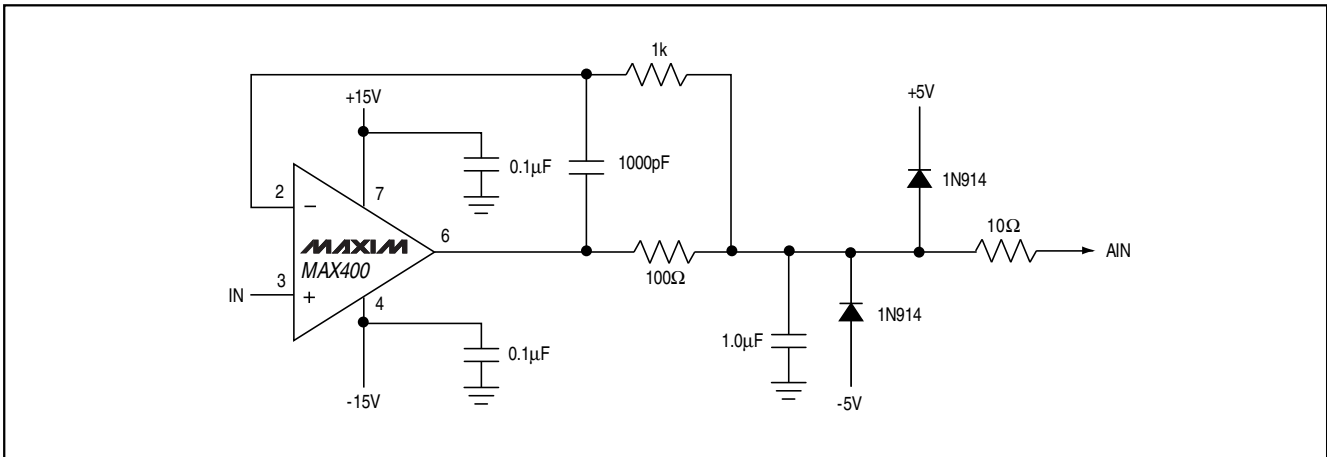 1k
+15V
+5V
0.1µF
1000pF
1N914
2
7
−
MAXIM
MAX400
6
10Ω
AIN
100Ω
3
IN
+
4
1N914
1.0µF
0.1µF
-15V
-5V